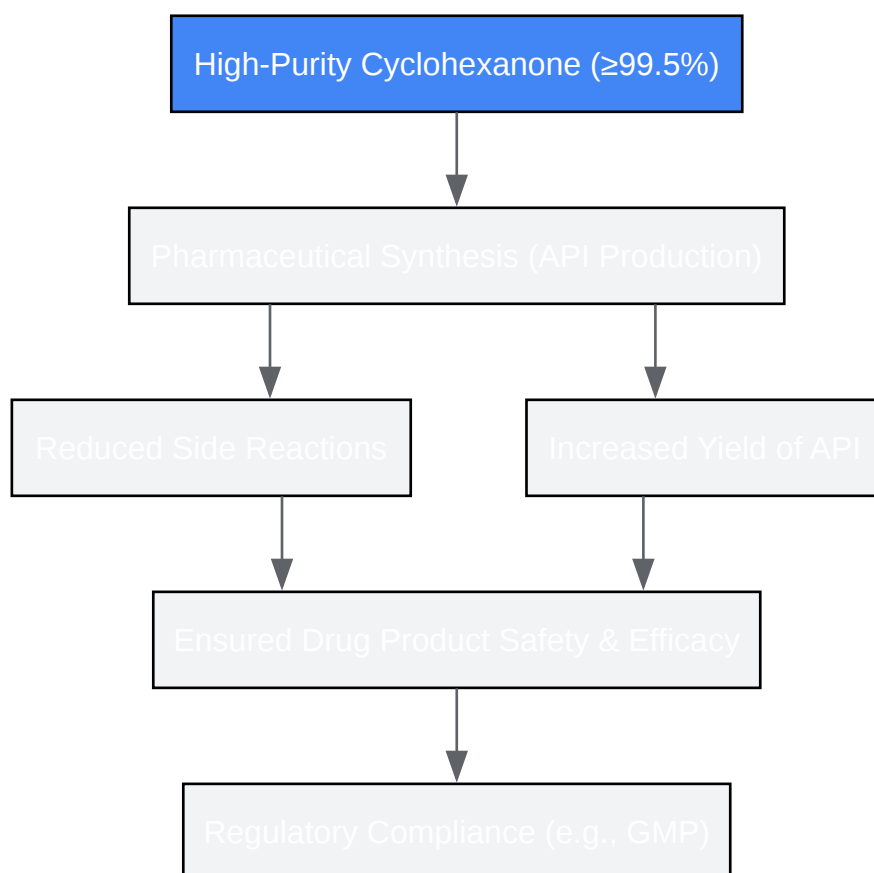 High-Purity Cyclohexanone (≥99.5%)
Pharmaceutical Synthesis (API Production)
Reduced Side Reactions
Increased Yield of API
Ensured Drug Product Safety & Efficacy
Regulatory Compliance (e.g., GMP)